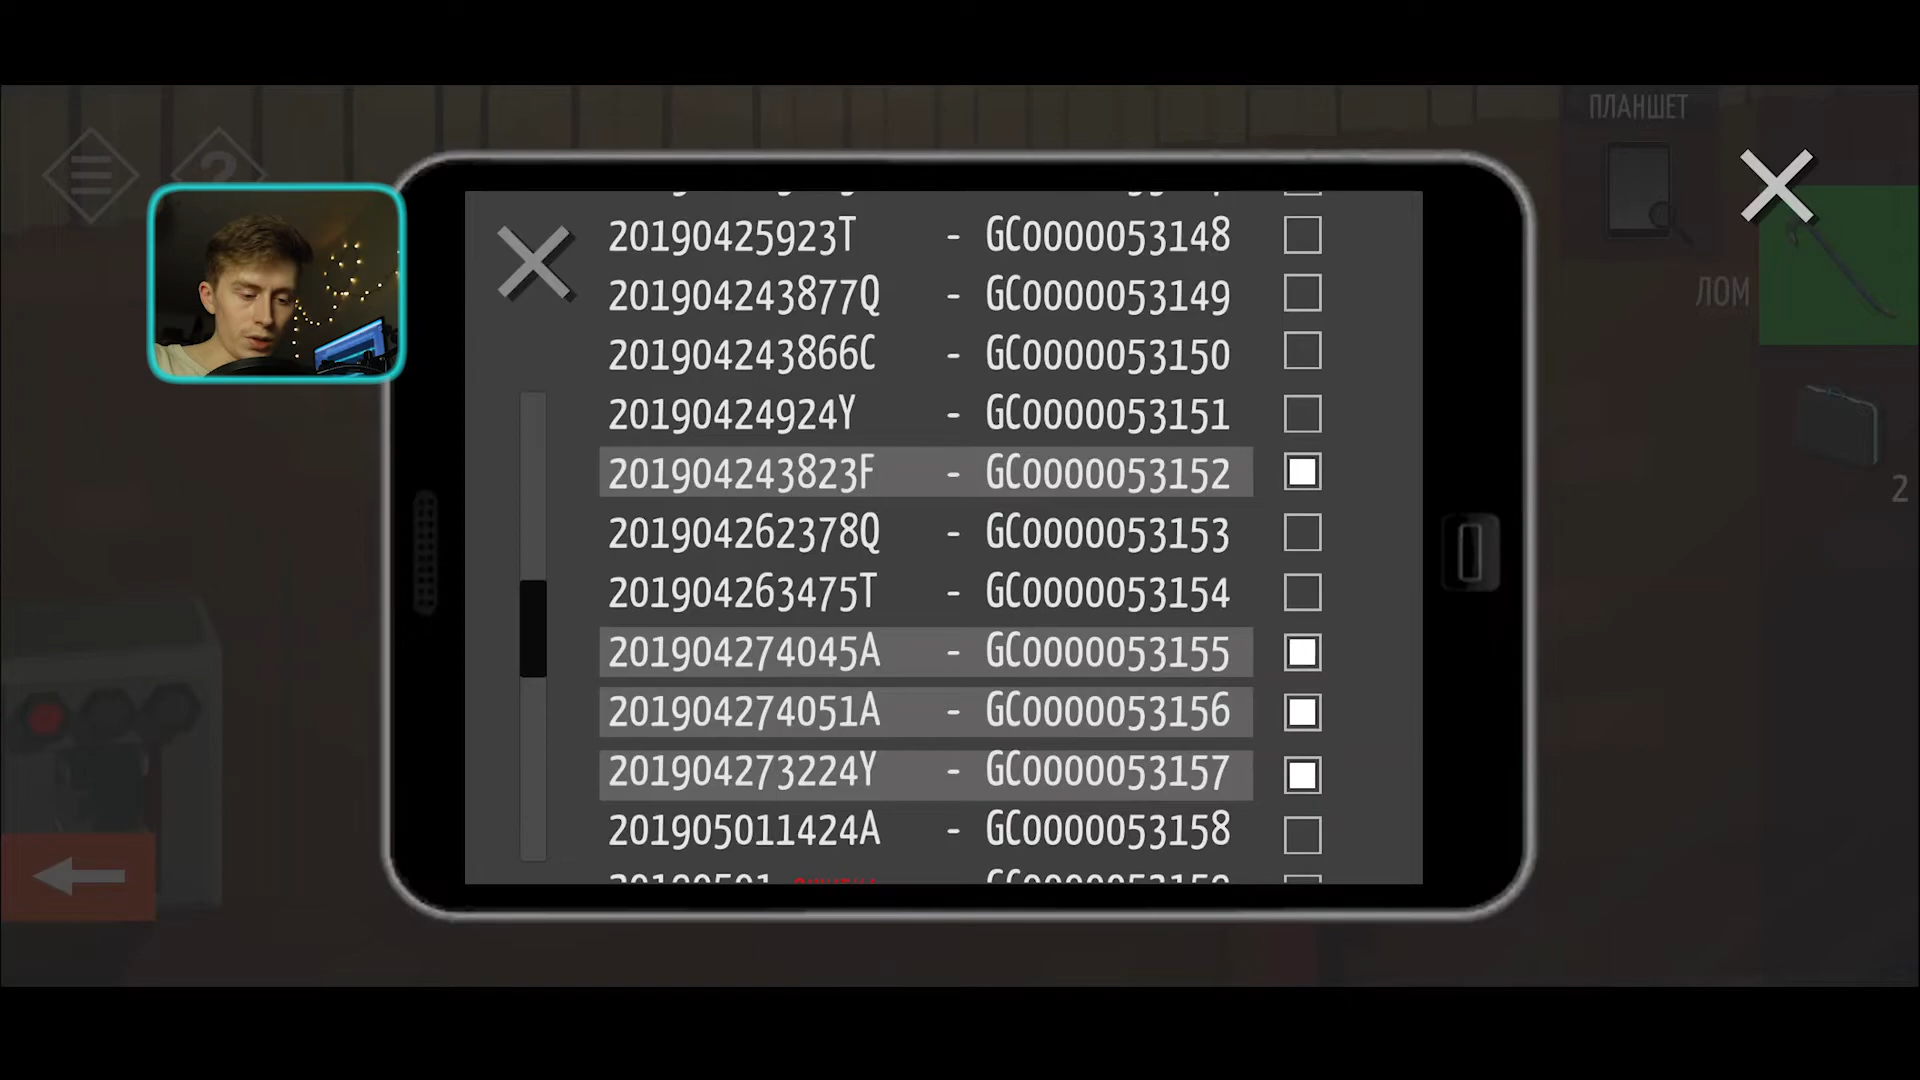 ПЛАНШЕТ
ЛОМ
2
20190425923T - GC0000053148
201904243877Q - GC0000053149
201904243866C - GC0000053150
20190424924Y - GC0000053151
201904243823F - GC0000053152
201904262378Q - GC0000053153
201904263475T - GC0000053154
201904274045A - GC0000053155
201904274051A - GC0000053156
201904273224Y - GC0000053157
201905011424A - GC0000053158